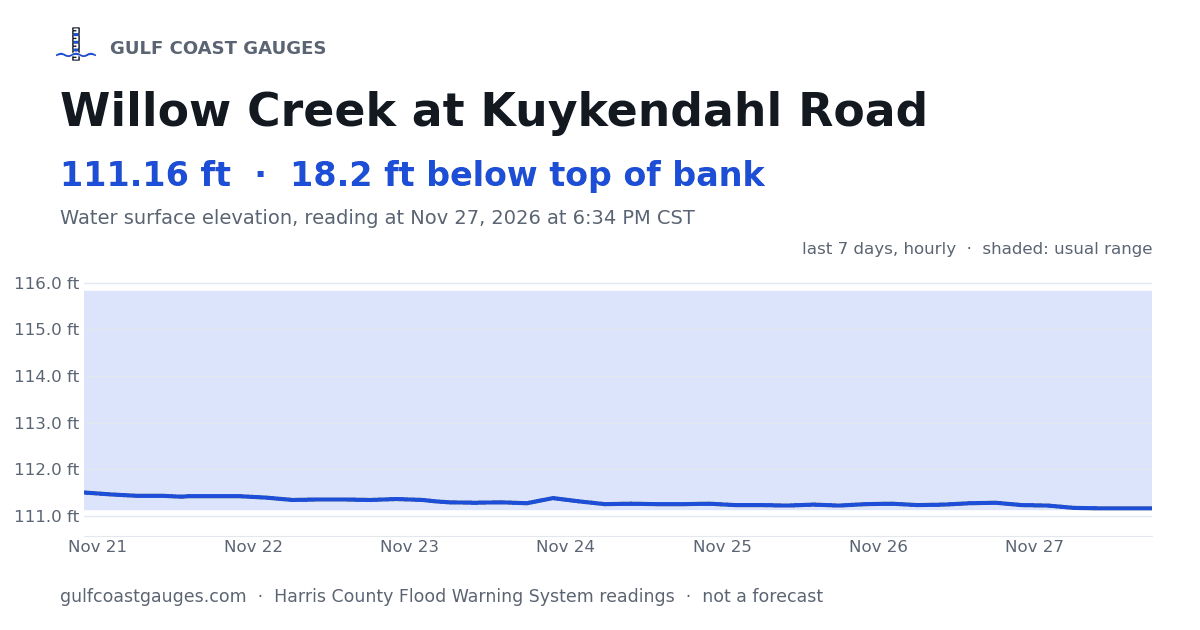 GULF COAST GAUGES
Willow Creek at Kuykendahl Road
111.16 ft · 18.2 ft below top of bank
Water surface elevation, reading at Nov 27, 2026 at 6:34 PM CST
last 7 days, hourly · shaded: usual range
116.0 ft
115.0 ft
114.0 ft
113.0 ft
112.0 ft
111.0 ft
Nov 21 Nov 22 Nov 23 Nov 24 Nov 25 Nov 26 Nov 27
gulfcoastgauges.com · Harris County Flood Warning System readings · not a forecast